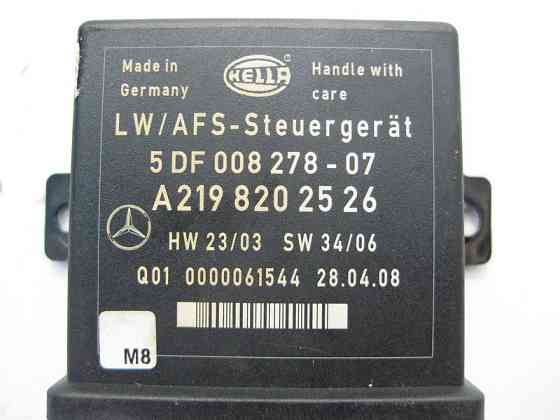 Made in
Germany
HELLA
Handle with
care
LW/AFS-Steuergerät
5 DF 008 278 - 07
A219 820 25 26
HW 23/03 SW 34/06
Q01 0000061544 28.04.08
M8